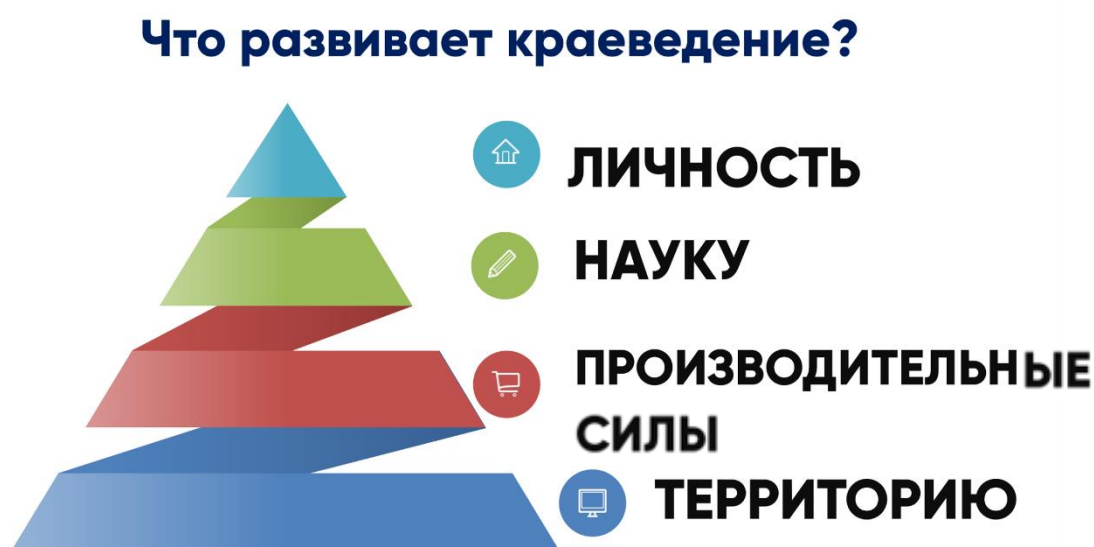 Что развивает краеведение?
ЛИЧНОСТЬ
НАУКУ
ПРОИЗВОДИТЕЛЬНЫЕ
СИЛЫ
ТЕРРИТОРИЮ